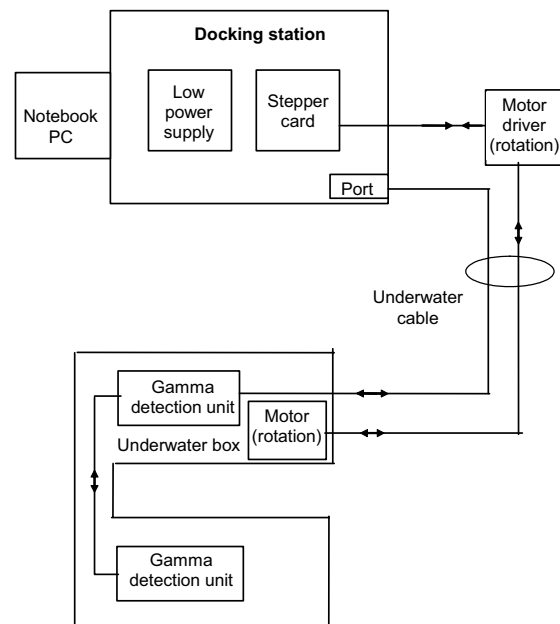 Docking station
Notebook
PC
Low
power
supply
Stepper
card
Motor
driver
(rotation)
Port
Underwater
cable
Gamma
detection unit
Motor
(rotation)
Underwater box
Gamma
detection unit